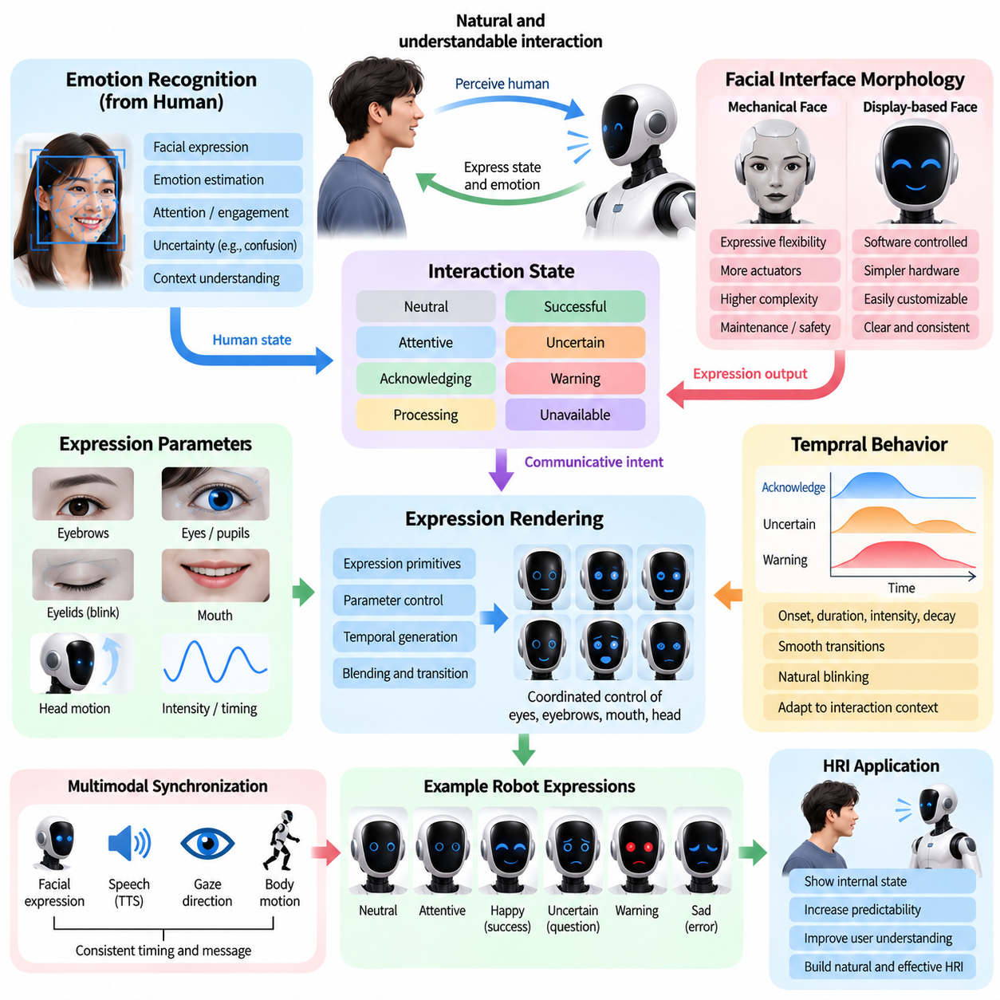 Natural and
understandable interaction
Emotion Recognition
(from Human)
Facial expression
Emotion estimation
Attention / engagement
Uncertainty (e.g., confusion)
Context understanding
Perceive human
Express state
and emotion
Facial Interface Morphology
Mechanical Face
Display-based Face
Expressive flexibility
Software controlled
More actuators
Simpler hardware
Higher complexity
Easily customizable
Maintenance / safety
Clear and consistent
Human state
Interaction State
Neutral
Successful
Attentive
Uncertain
Acknowledging
Warning
Processing
Unavailable
Expression output
Communicative intent
Expression Parameters
Eyebrows
Eyes / pupils
Eyelids (blink)
Mouth
Head motion
Intensity / timing
Expression Rendering
Expression primitives
Parameter control
Temporal generation
Blending and transition
Coordinated control of
eyes, eyebrows, mouth, head
Temprral Behavior
Acknowledge
Uncertain
Warning
Time
Onset, duration, intensity, decay
Smooth transitions
Natural blinking
Adapt to interaction context
Multimodal Synchronization
Facial
expression
Speech
(TTS)
Gaze
direction
Body
motion
Consistent timing and message
Example Robot Expressions
Neutral
Attentive
Happy
(success)
Uncertain
(question)
Warning
Sad
(error)
HRI Application
Show internal state
Increase predictability
Improve user understanding
Build natural and effective HRI